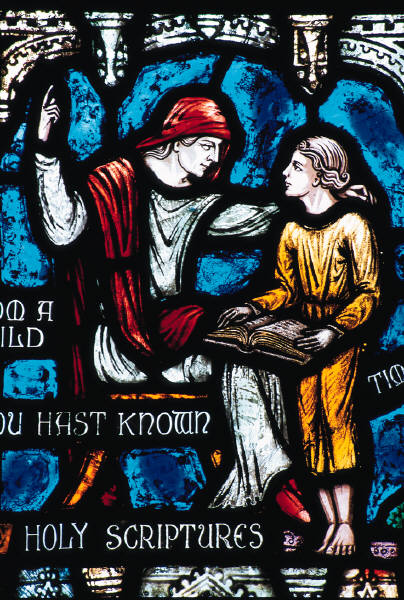 OM A
ILD
TIM
OU HAST KNOWN
HOLY SCRIPTURES